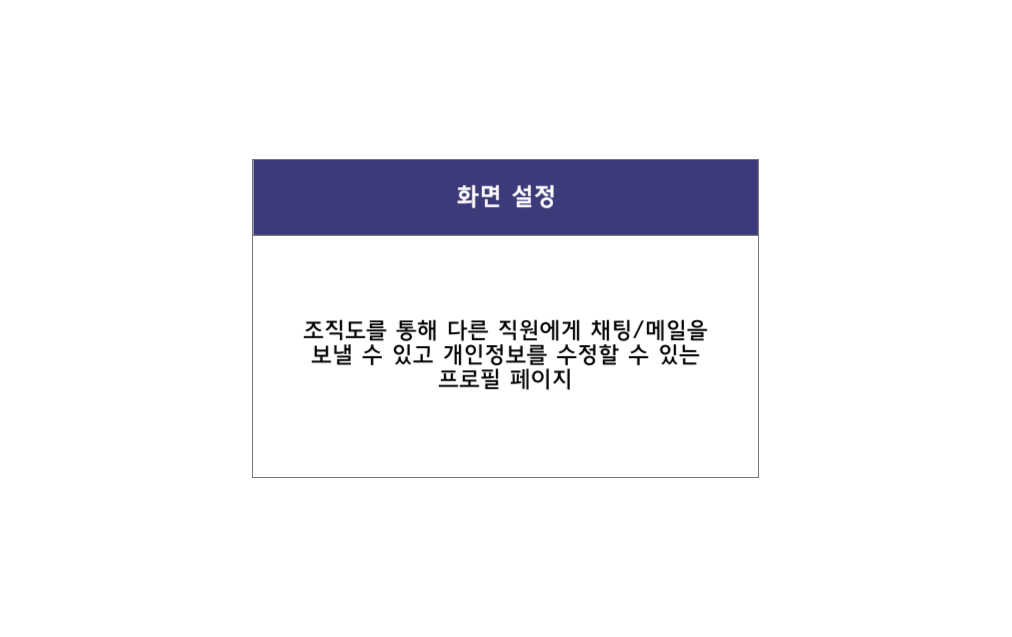 화면 설정
조직도를 통해 다른 직원에게 채팅/메일을
보낼 수 있고 개인정보를 수정할 수 있는
프로필 페이지